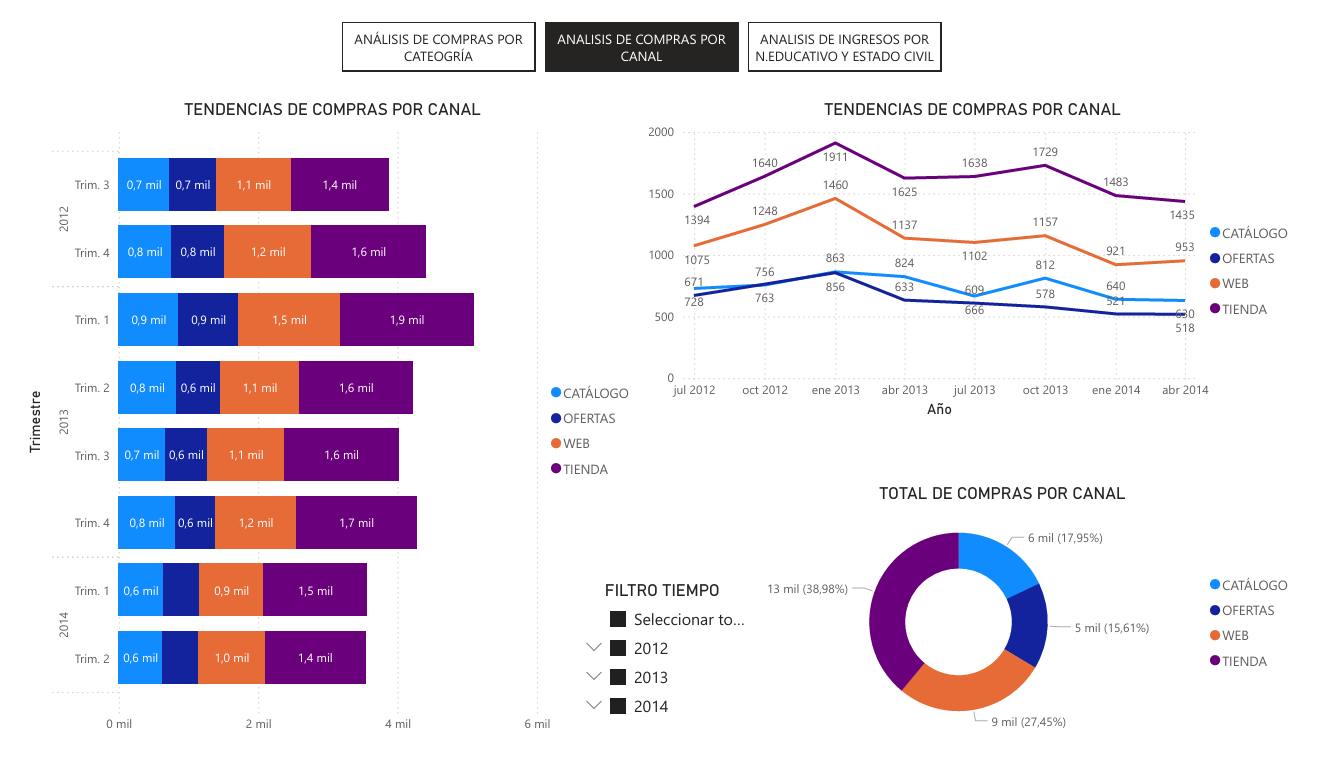 ANÁLISIS DE COMPRAS POR
CATEOGRÍA
ANALISIS DE COMPRAS POR
CANAL
ANALISIS DE INGRESOS POR
N.EDUCATIVO Y ESTADO CIVIL
TENDENCIAS DE COMPRAS POR CANAL
Trimestre
2012
Trim. 3
0,7 mil 0,7 mil 1,1 mil 1,4 mil
Trim. 4
0,8 mil 0,8 mil 1,2 mil 1,6 mil
2013
Trim. 1
0,9 mil 0,9 mil 1,5 mil 1,9 mil
Trim. 2
0,8 mil 0,6 mil 1,1 mil 1,6 mil
Trim. 3
0,7 mil 0,6 mil 1,1 mil 1,6 mil
Trim. 4
0,8 mil 0,6 mil 1,2 mil 1,7 mil
2014
Trim. 1
0,6 mil 0,9 mil 1,5 mil
Trim. 2
0,6 mil 1,0 mil 1,4 mil
0 mil 2 mil 4 mil 6 mil
CATÁLOGO
OFERTAS
WEB
TIENDA
TENDENCIAS DE COMPRAS POR CANAL
2000
1500
1000
500
0
1394 1640 1911 1625 1638 1729 1483 1435
1075 1248 1460 1137 1102 1157 921 953
671 756 863 824 609 812 640 630
728 763 856 633 666 578 521 518
jul 2012 oct 2012 ene 2013 abr 2013 jul 2013 oct 2013 ene 2014 abr 2014
Año
CATÁLOGO
OFERTAS
WEB
TIENDA
FILTRO TIEMPO
Seleccionar to...
2012
2013
2014
TOTAL DE COMPRAS POR CANAL
6 mil (17,95%)
13 mil (38,98%)
5 mil (15,61%)
9 mil (27,45%)
CATÁLOGO
OFERTAS
WEB
TIENDA